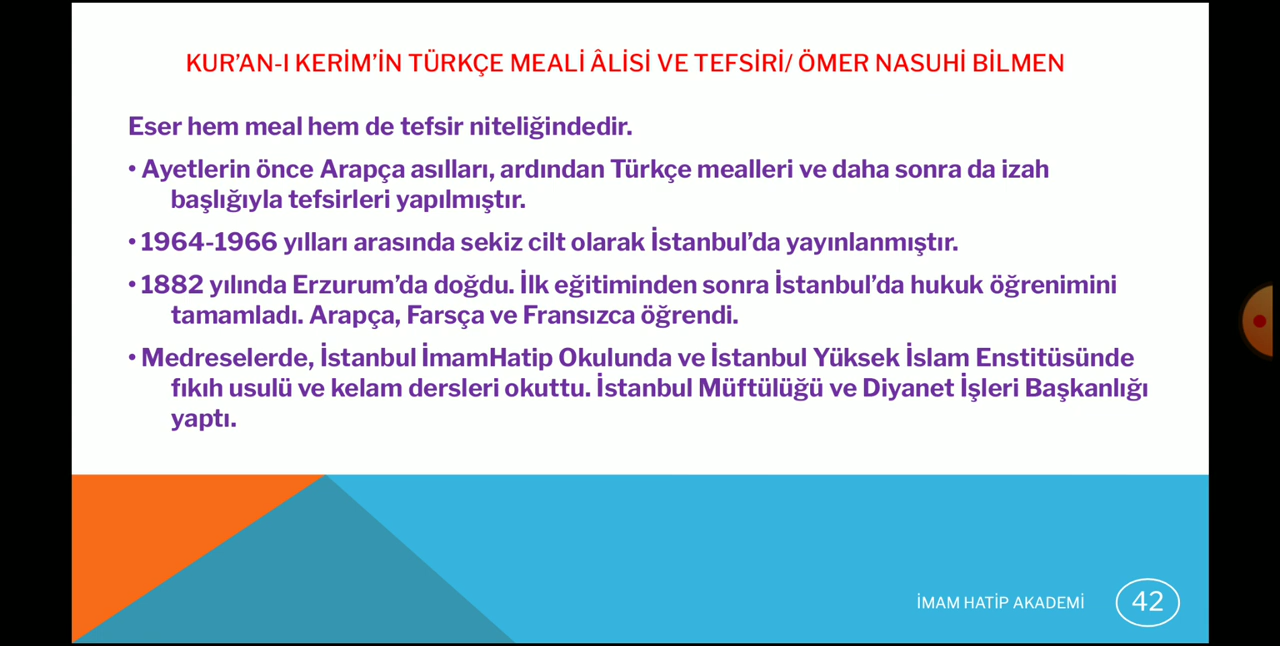 KUR’AN-I KERİM’İN TÜRKÇE MEALİ ÂLİSİ VE TEFSİRİ/ ÖMER NASUHİ BİLMEN
Eser hem meal hem de tefsir niteliğindedir.
• Ayetlerin önce Arapça asılları, ardından Türkçe mealleri ve daha sonra da izah
başlığıyla tefsirleri yapılmıştır.
• 1964-1966 yılları arasında sekiz cilt olarak İstanbul’da yayınlanmıştır.
• 1882 yılında Erzurum’da doğdu. İlk eğitiminden sonra İstanbul’da hukuk öğrenimini
tamamladı. Arapça, Farsça ve Fransızca öğrendi.
• Medreselerde, İstanbul İmamHatip Okulunda ve İstanbul Yüksek İslam Enstitüsünde
fıkıh usulü ve kelam dersleri okuttu. İstanbul Müftülüğü ve Diyanet İşleri Başkanlığı
yaptı.
İMAM HATİP AKADEMİ
42